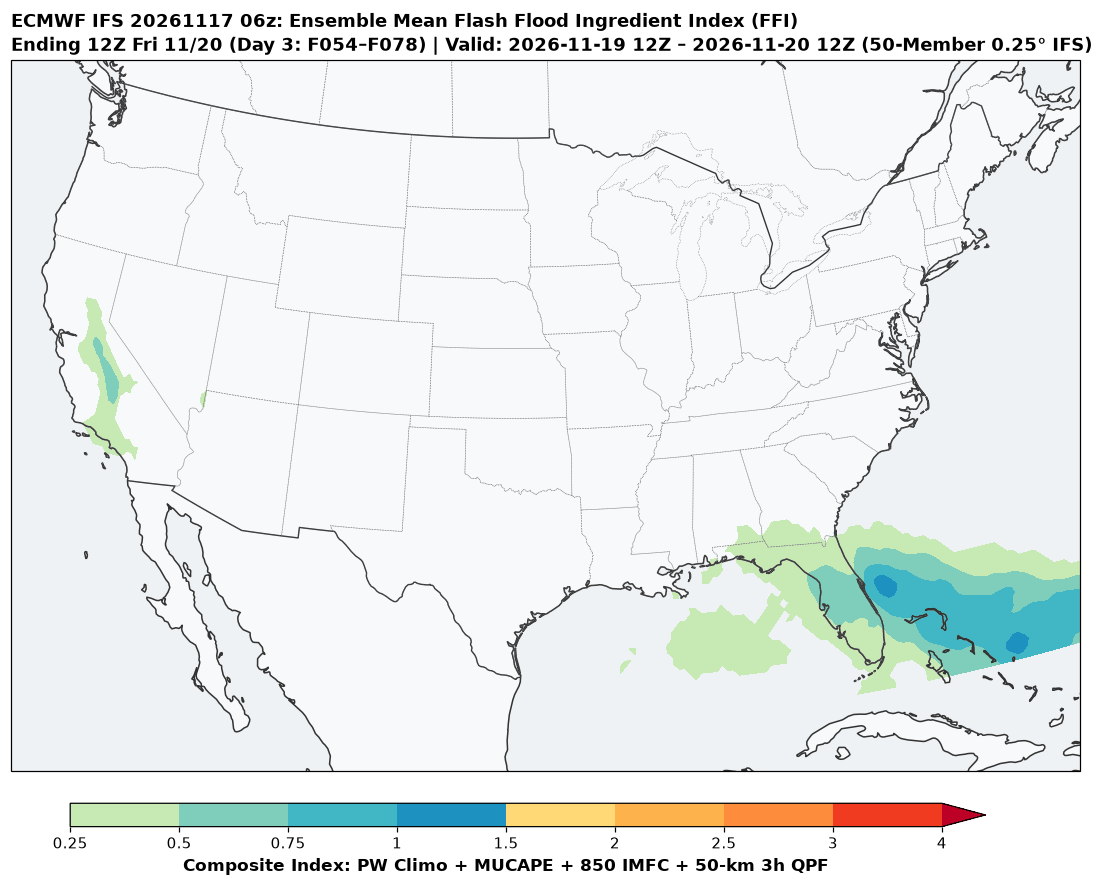 ECMWF IFS 20261117 06z: Ensemble Mean Flash Flood Ingredient Index (FFI)
Ending 12Z Fri 11/20 (Day 3: F054–F078) | Valid: 2026-11-19 12Z – 2026-11-20 12Z (50-Member 0.25° IFS)
0.25 0.5 0.75 1 1.5 2 2.5 3 4
Composite Index: PW Climo + MUCAPE + 850 IMFC + 50-km 3h QPF